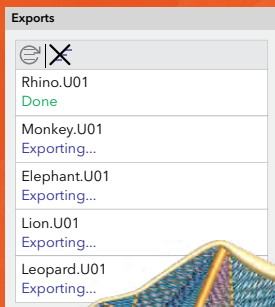 Exports
Rhino.U01
Done
Monkey.U01
Exporting...
Elephant.U01
Exporting...
Lion.U01
Exporting...
Leopard.U01
Exporting...